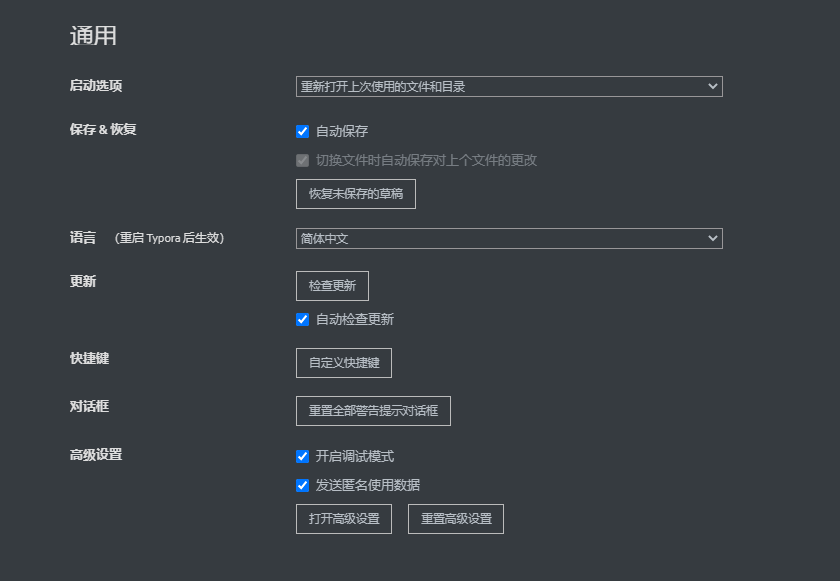 通用
启动选项 重新打开上次使用的文件和目录
保存 & 恢复 自动保存
切换文件时自动保存对上个文件的更改
恢复未保存的草稿
语言 （重启 Typora 后生效） 简体中文
更新 检查更新
自动检查更新
快捷键 自定义快捷键
对话框 重置全部警告提示对话框
高级设置 开启调试模式
发送匿名使用数据
打开高级设置 重置高级设置